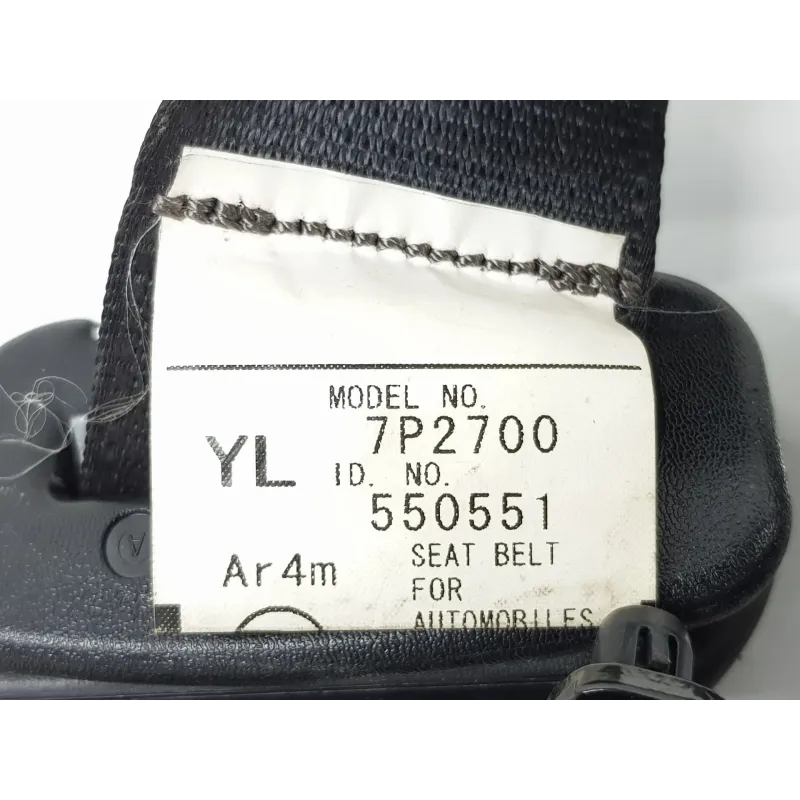 MODEL NO.
7P2700
YL
ID. NO.
550551
Ar4m
SEAT BELT
FOR
AUTOMOBILES